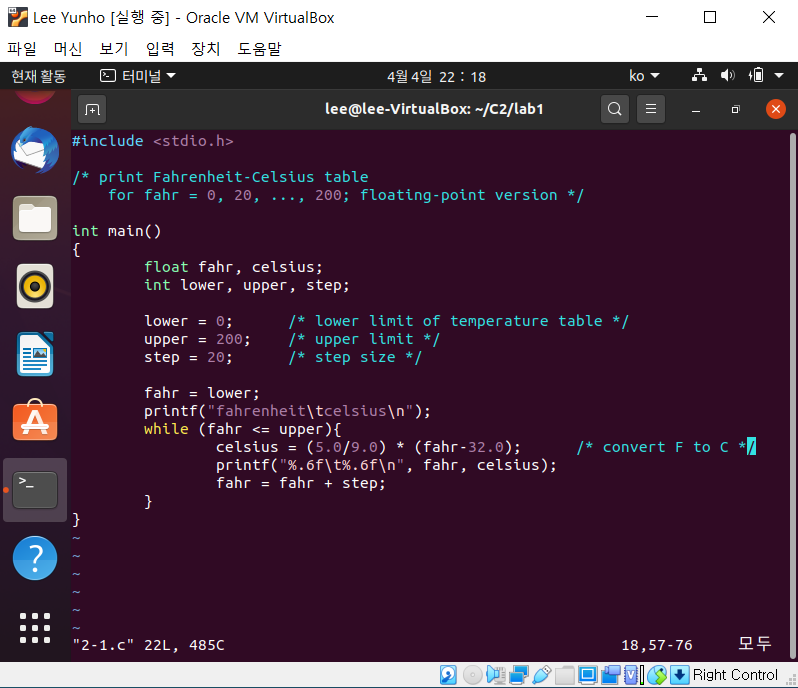 Lee Yunho [실행 중] - Oracle VM VirtualBox
파일 머신 보기 입력 장치 도움말
현재 활동 터미널 4월 4일 22 : 18 ko
lee@lee-VirtualBox: ~/C2/lab1
#include <stdio.h>
/* print Fahrenheit-Celsius table
    for fahr = 0, 20, ..., 200; floating-point version */
int main()
{
        float fahr, celsius;
        int lower, upper, step;
        lower = 0;      /* lower limit of temperature table */
        upper = 200;    /* upper limit */
        step = 20;      /* step size */
        fahr = lower;
        printf("fahrenheit\tcelsius\n");
        while (fahr <= upper){
                celsius = (5.0/9.0) * (fahr-32.0);      /* convert F to C */
                printf("%.6f\t%.6f\n", fahr, celsius);
                fahr = fahr + step;
        }
}
~
~
~
~
~
~
"2-1.c" 22L, 485C 18,57-76 모두
Right Control